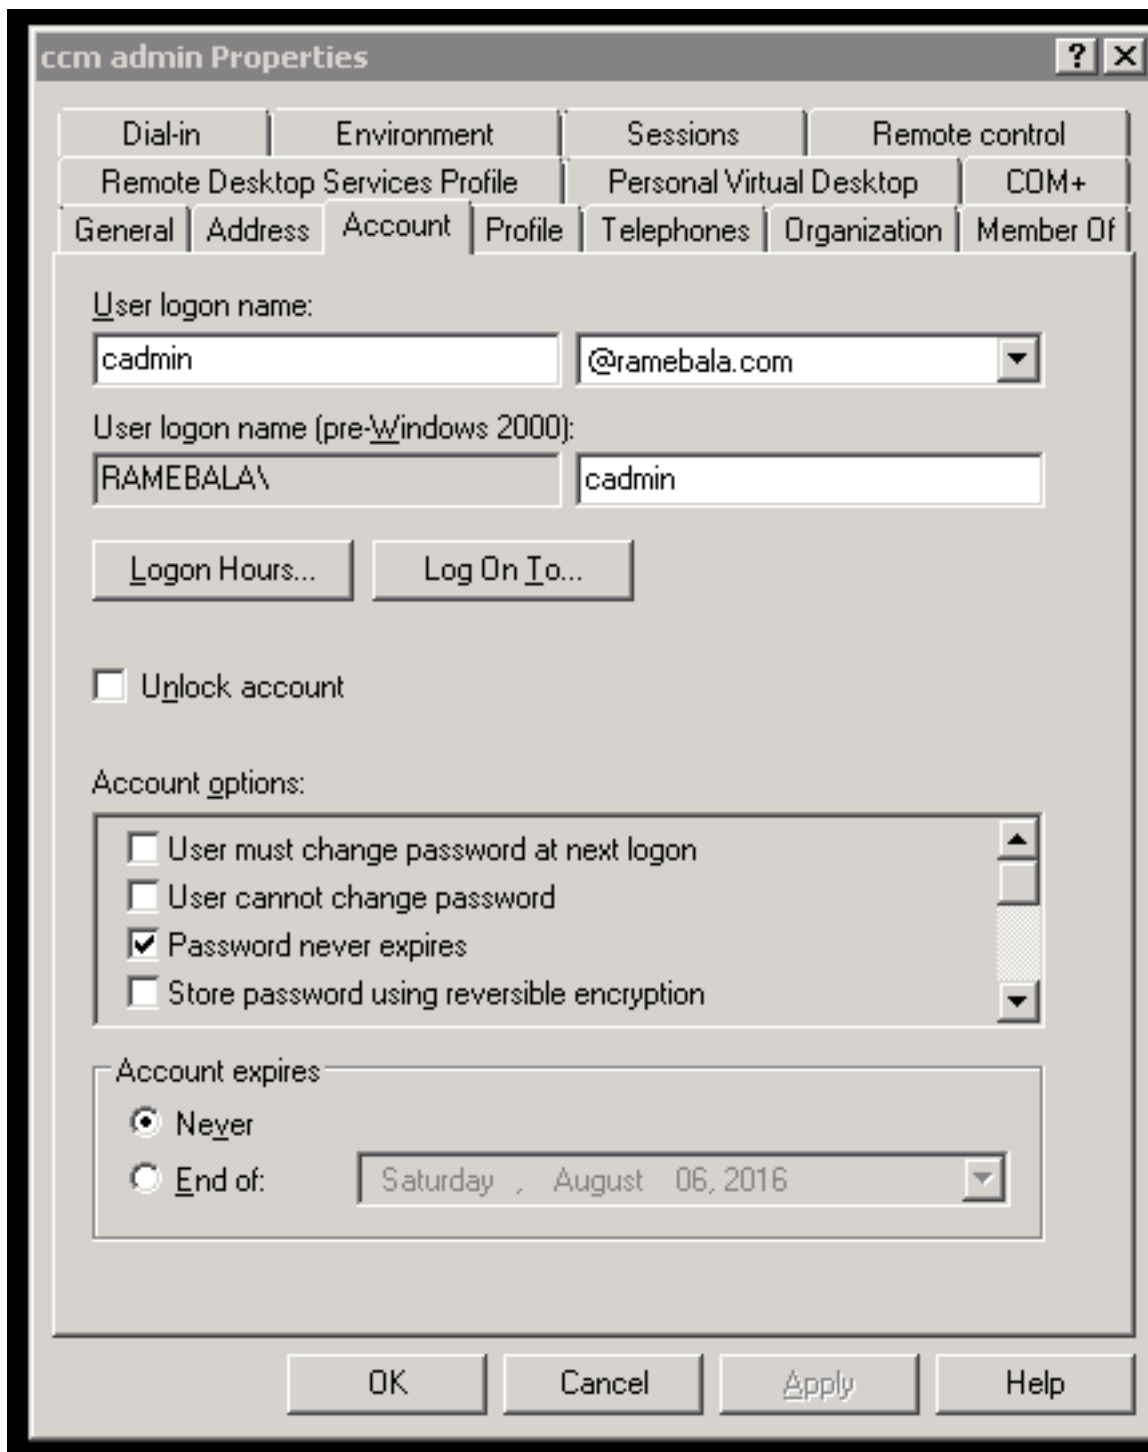 ccm admin Properties
Dial-in Environment Sessions Remote control
Remote Desktop Services Profile Personal Virtual Desktop COM+
General Address Account Profile Telephones Organization Member Of
User logon name:
cadmin @ramebala.com
User logon name (pre-Windows 2000):
RAMEBALA\ cadmin
Logon Hours... Log On To...
Unlock account
Account options:
User must change password at next logon
User cannot change password
Password never expires
Store password using reversible encryption
Account expires
Never
End of: Saturday , August 06, 2016
OK Cancel Apply Help